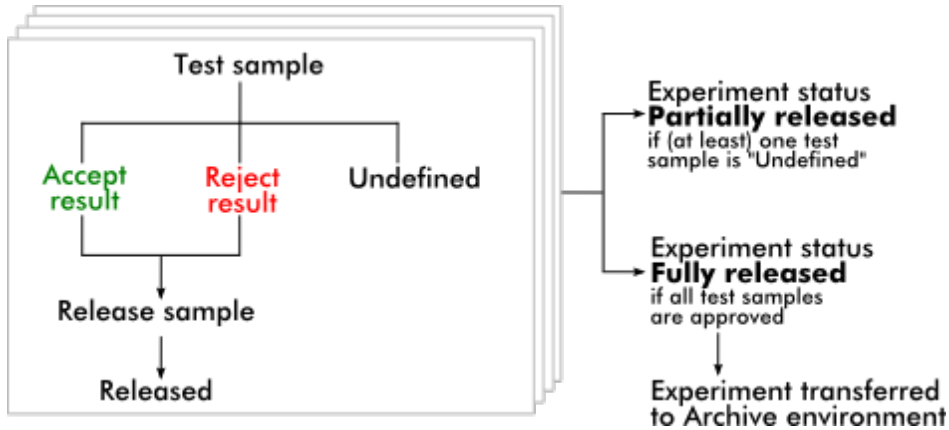 Test sample
Accept
result
Reject
result
Undefined
Release sample
Released
Experiment status
Partially released
if (at least) one test
sample is "Undefined"
Experiment status
Fully released
if all test samples
are approved
Experiment transferred
to Archive environment